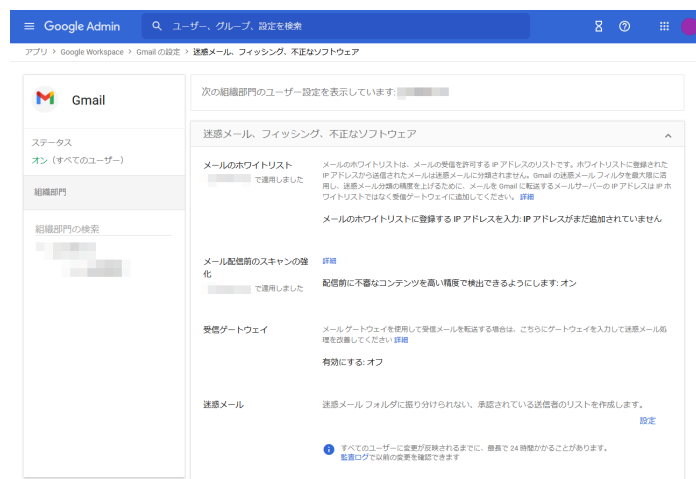 Google Admin
ユーザー、グループ、設定を検索
アプリ > Google Workspace > Gmail の設定 > 迷惑メール、フィッシング、不正なソフトウェア
Gmail
ステータス
オン（すべてのユーザー）
組織部門
組織部門の検索
次の組織部門のユーザー設定を表示しています:
迷惑メール、フィッシング、不正なソフトウェア
メールのホワイトリスト
で適用しました
メールのホワイトリストは、メールの受信を許可する IP アドレスのリストです。ホワイトリストに登録された
IP アドレスから送信されたメールは迷惑メールに分類されません。Gmail の迷惑メール フィルタを最大限に活
用し、迷惑メール分類の精度を上げるために、メールを Gmail に転送するメールサーバーの IP アドレスは IP ホ
ワイトリストではなく受信ゲートウェイに追加してください。 詳細
メールのホワイトリストに登録する IP アドレスを入力: IP アドレスがまだ追加されていません
メール配信前のスキャンの強
化
で適用しました
詳細
配信前に不審なコンテンツを高い精度で検出できるようにします: オン
受信ゲートウェイ
メール ゲートウェイを使用して受信メールを転送する場合は、こちらにゲートウェイを入力して迷惑メール処
理を改善してください 詳細
有効にする: オフ
迷惑メール
迷惑メール フォルダに振り分けられない、承認されている送信者のリストを作成します。
設定
すべてのユーザーに変更が反映されるまでに、最長で 24 時間かかることがあります。
監査ログで以前の変更を確認できます